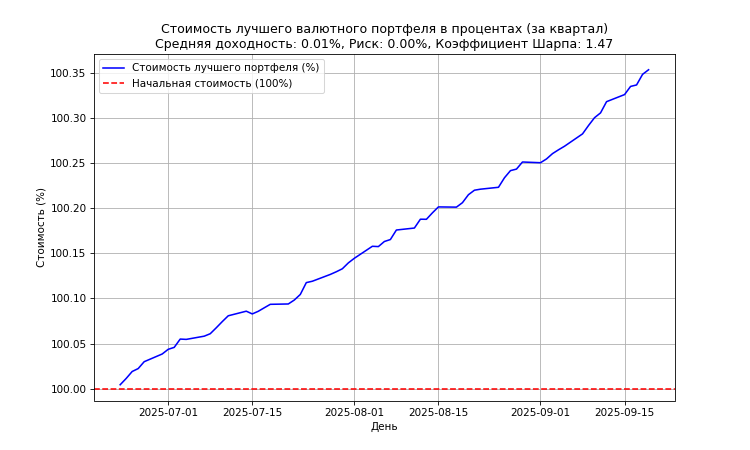 Стоимость лучшего валютного портфеля в процентах (за квартал)
Средняя доходность: 0.01%, Риск: 0.00%, Коэффициент Шарпа: 1.47
Стоимость лучшего портфеля (%)
Начальная стоимость (100%)
Стоимость (%)
100.35
100.30
100.25
100.20
100.15
100.10
100.05
100.00
2025-07-01 2025-07-15 2025-08-01 2025-08-15 2025-09-01 2025-09-15
День